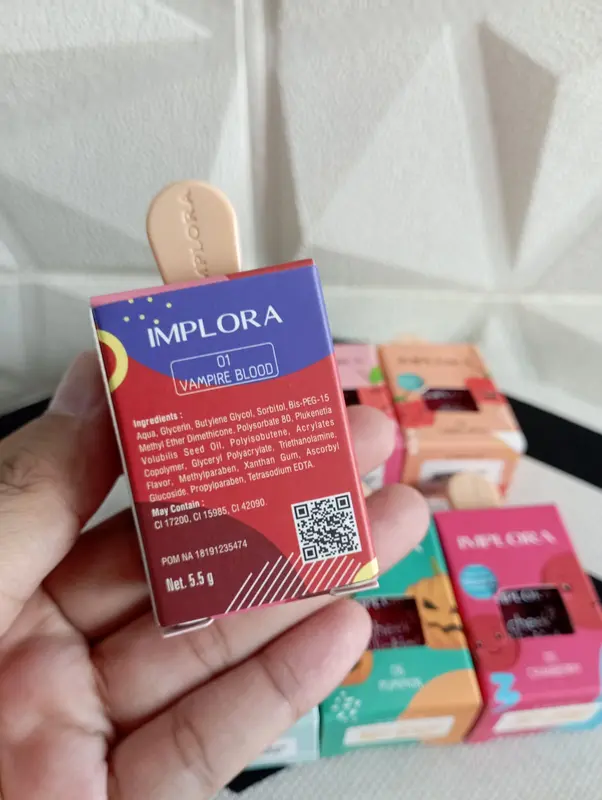 IMPLORA
IMPLORA
01
VAMPIRE BLOOD
Ingredients :
Aqua, Glycerin, Butylene Glycol, Sorbitol, Bis-PEG-15
Methyl Ether Dimethicone, Polysorbate 80, Plukenetia
Volubilis Seed Oil, Polyisobutene, Acrylates
Copolymer, Glyceryl Polyacrylate, Triethanolamine,
Flavor, Methylparaben, Xanthan Gum, Ascorbyl
Glucoside, Propylparaben, Tetrasodium EDTA.
May Contain :
CI 17200, CI 15985, CI 42090.
POM NA 18191235474
Net. 5.5 g
IMPLORA
cheek
PUMPKIN